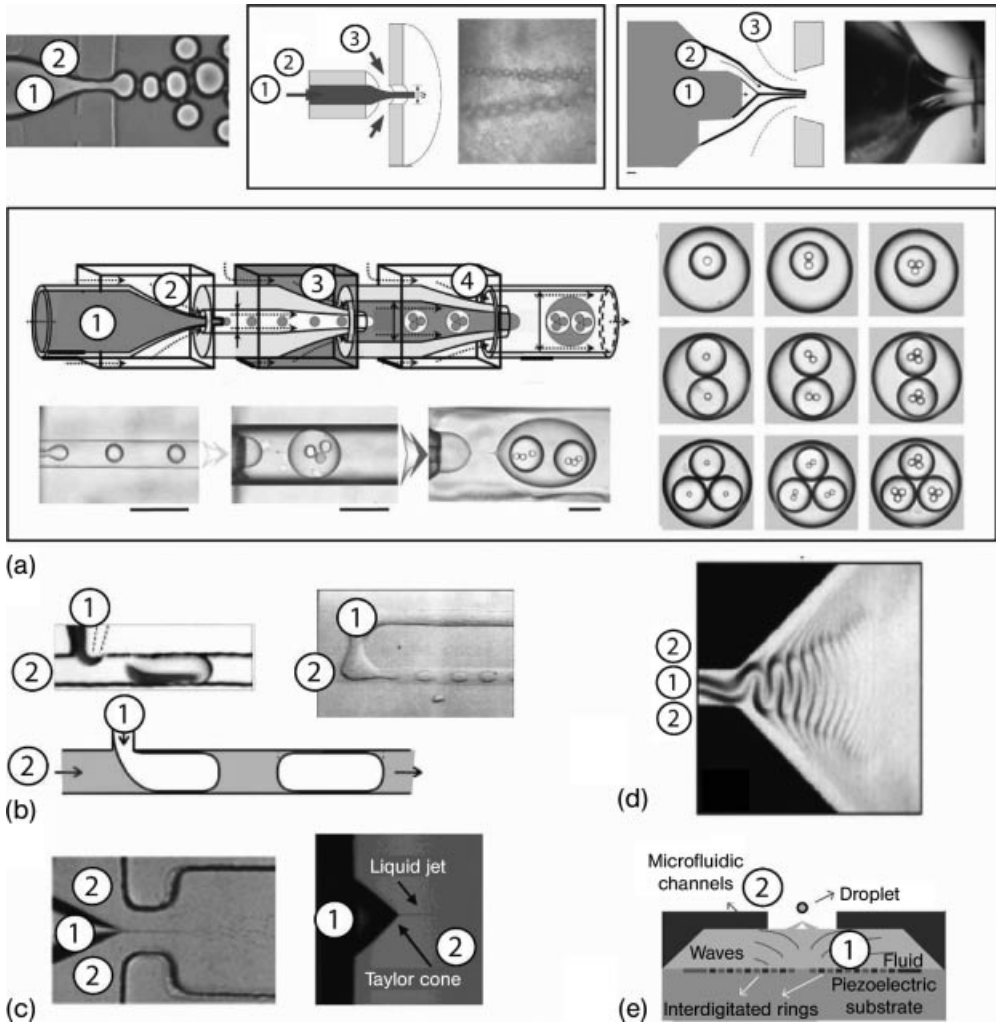 2
1
1
2
3
1
2
3
1
2
3
4
(a)
1
2
1
2
1
2
(b)
2
1
2
(d)
2
1
2
(c)
Liquid jet
1
2
Taylor cone
Microfluidic
channels
2
Droplet
Waves
1
Fluid
Piezoelectric
substrate
Interdigitated rings
(e)